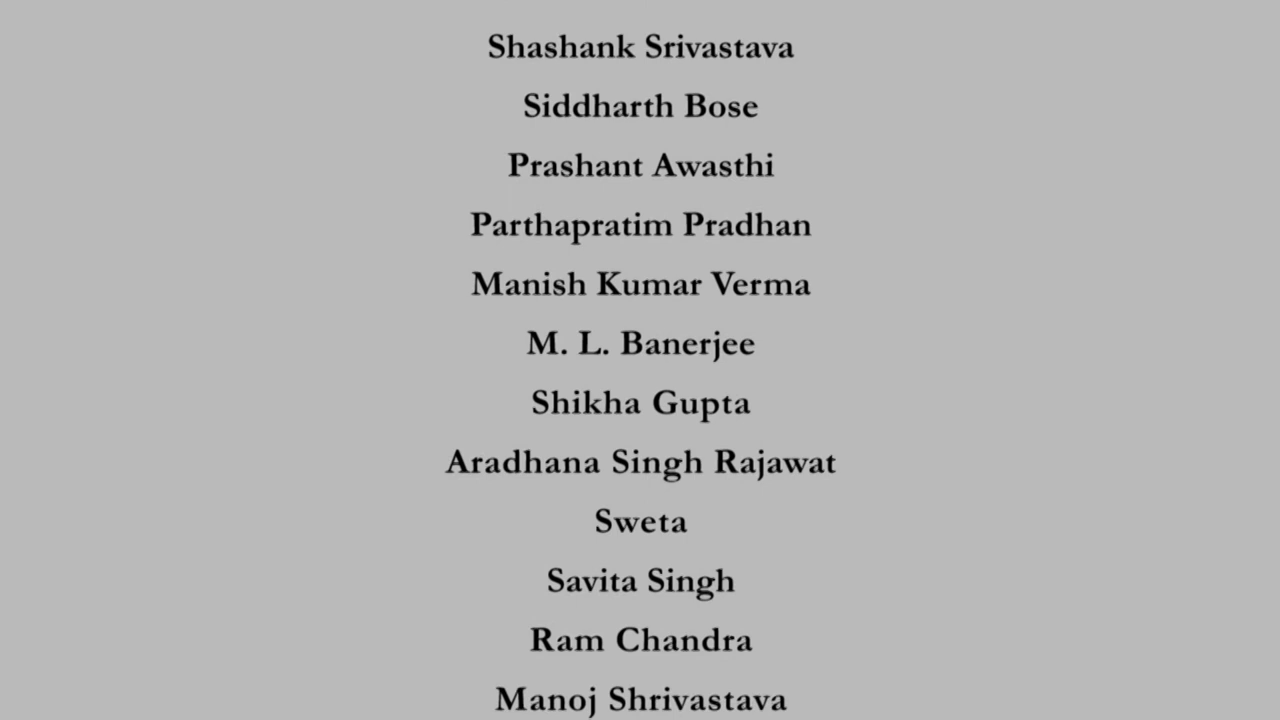 Shashank Srivastava
Siddharth Bose
Prashant Awasthi
Parthapratim Pradhan
Manish Kumar Verma
M. L. Banerjee
Shikha Gupta
Aradhana Singh Rajawat
Sweta
Savita Singh
Ram Chandra
Manoj Shrivastava